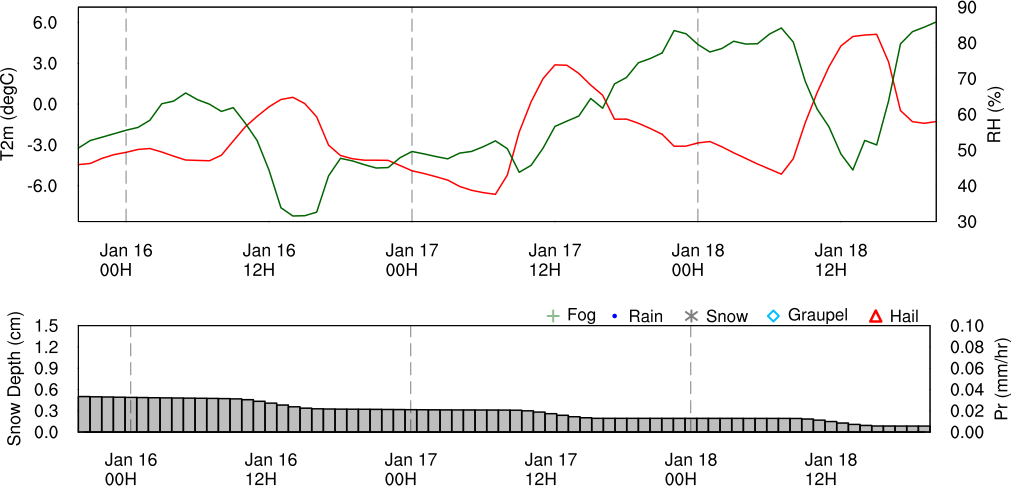 T2m (degC)
6.0
3.0
0.0
-3.0
-6.0
RH (%)
90
80
70
60
50
40
30
Jan 16 Jan 16 Jan 17 Jan 17 Jan 18 Jan 18
00H 12H 00H 12H 00H 12H
Fog Rain Snow Graupel Hail
Snow Depth (cm)
1.5
1.2
0.9
0.6
0.3
0.0
Pr (mm/hr)
0.10
0.08
0.06
0.04
0.02
0.00
Jan 16 Jan 16 Jan 17 Jan 17 Jan 18 Jan 18
00H 12H 00H 12H 00H 12H